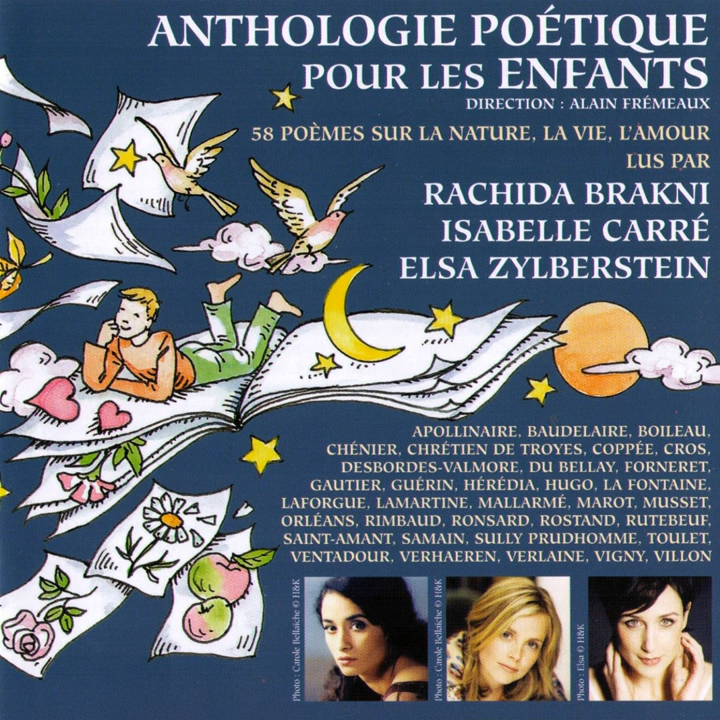 ANTHOLOGIE POÉTIQUE
POUR LES ENFANTS
DIRECTION : ALAIN FRÉMEAUX
58 POÈMES SUR LA NATURE, LA VIE, L'AMOUR
LUS PAR
RACHIDA BRAKNI
ISABELLE CARRÉ
ELSA ZYLBERSTEIN
APOLLINAIRE, BAUDELAIRE, BOILEAU,
CHÉNIER, CHRÉTIEN DE TROYES, COPPÉE, CROS,
DESBORDES-VALMORE, DU BELLAY, FORNERET,
GAUTIER, GUÉRIN, HÉRÉDIA, HUGO, LA FONTAINE,
LAFORGUE, LAMARTINE, MALLARMÉ, MAROT, MUSSET,
ORLÉANS, RIMBAUD, RONSARD, ROSTAND, RUTEBEUF,
SAINT-AMANT, SAMAIN, SULLY PRUDHOMME, TOULET,
VENTADOUR, VERHAEREN, VERLAINE, VIGNY, VILLON
Photo : Carole Bellaïche © H&K
Photo : Carole Bellaïche © H&K
Photo : Elsa © H&K